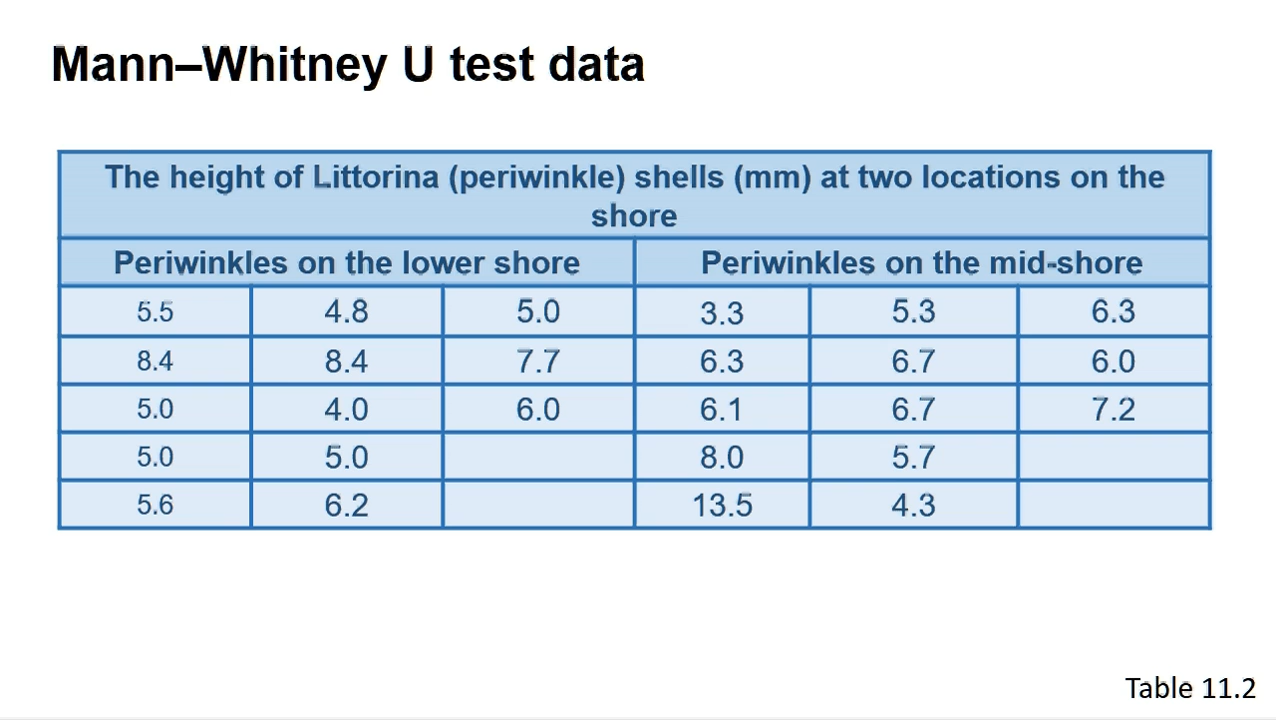 Mann–Whitney U test data
The height of Littorina (periwinkle) shells (mm) at two locations on the
shore
Periwinkles on the lower shore Periwinkles on the mid-shore
5.5 4.8 5.0 3.3 5.3 6.3
8.4 8.4 7.7 6.3 6.7 6.0
5.0 4.0 6.0 6.1 6.7 7.2
5.0 5.0 8.0 5.7
5.6 6.2 13.5 4.3
Table 11.2